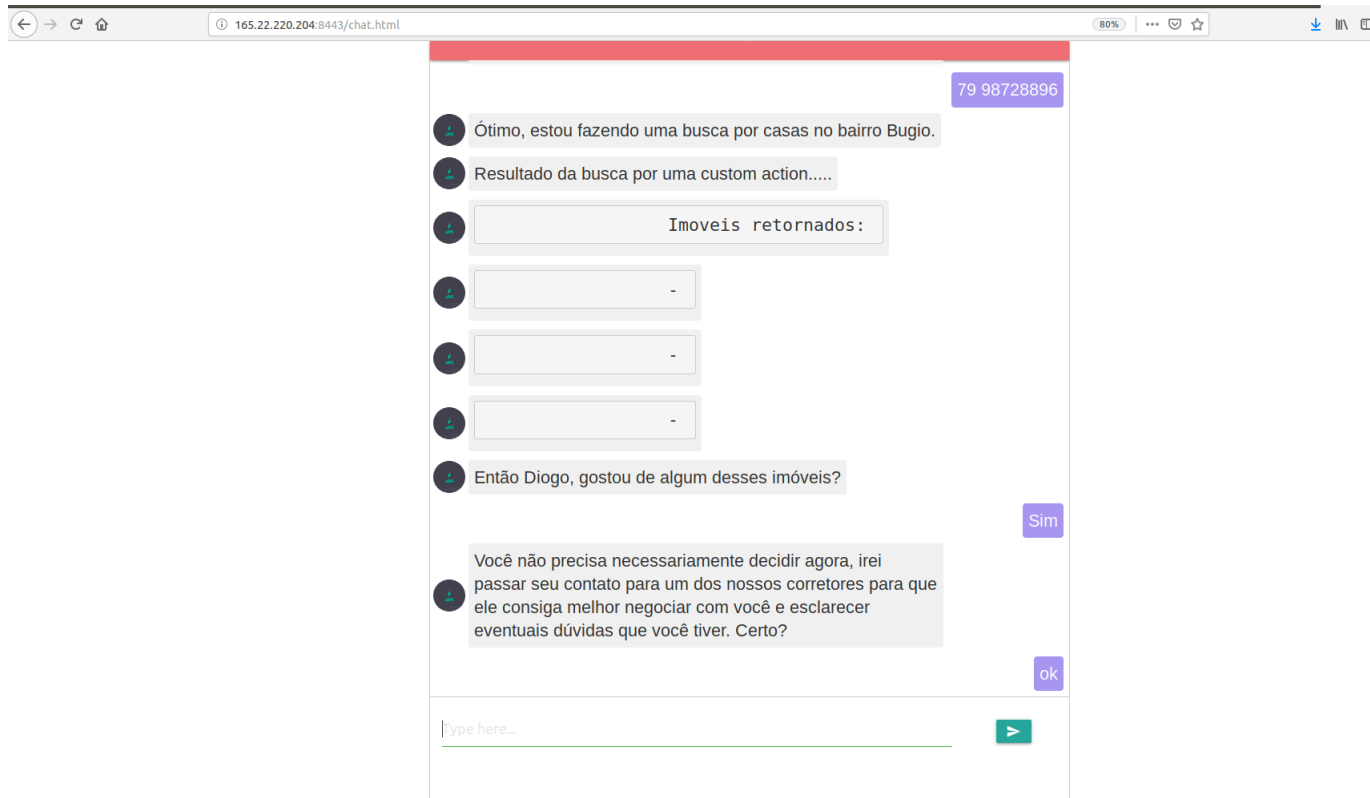 165.22.220.204:8443/chat.html
80%
79 98728896
Ótimo, estou fazendo uma busca por casas no bairro Bugio.
Resultado da busca por uma custom action.....
Imoveis retornados:
-
-
-
Então Diogo, gostou de algum desses imóveis?
Sim
Você não precisa necessariamente decidir agora, irei
passar seu contato para um dos nossos corretores para que
ele consiga melhor negociar com você e esclarecer
eventuais dúvidas que você tiver. Certo?
ok
Type here...